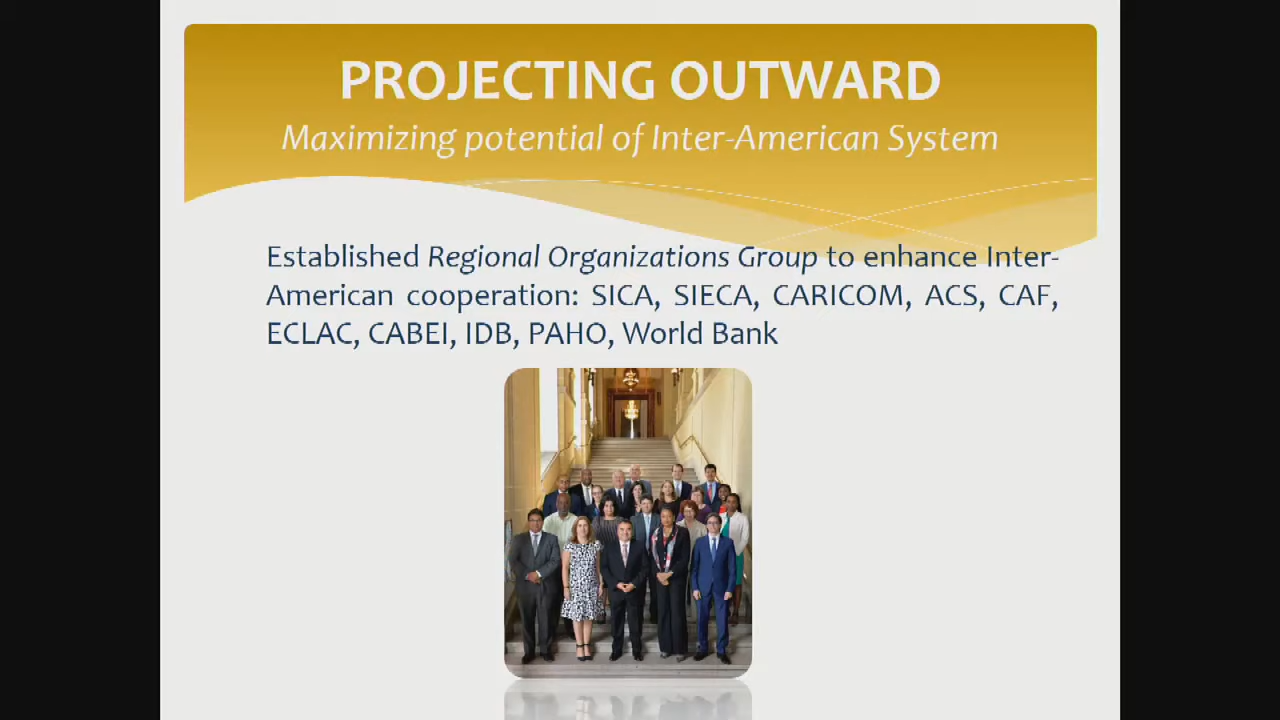 PROJECTING OUTWARD
Maximizing potential of Inter-American System
Established Regional Organizations Group to enhance Inter-
American cooperation: SICA, SIECA, CARICOM, ACS, CAF,
ECLAC, CABEI, IDB, PAHO, World Bank